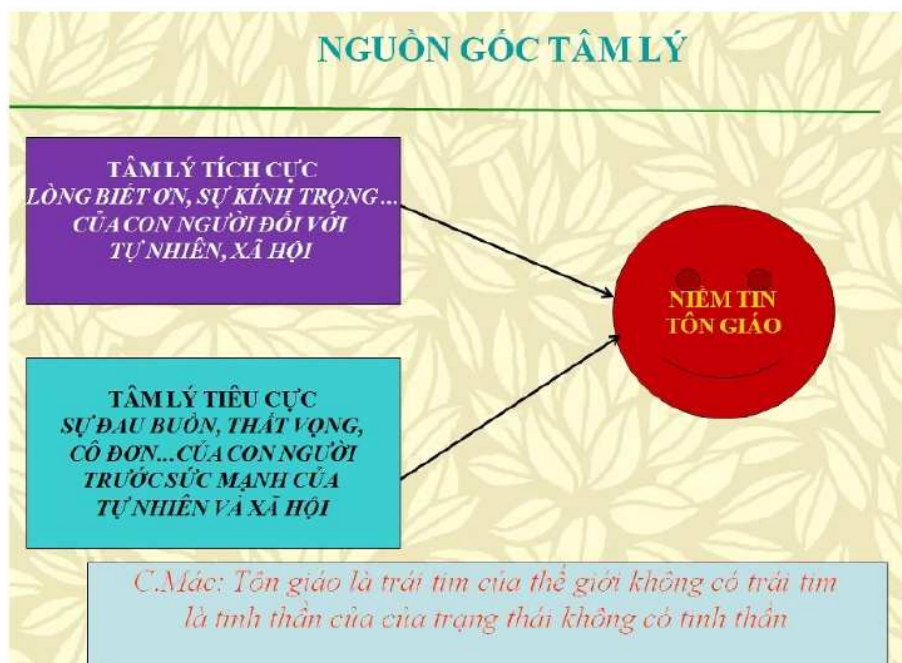 NGUỒN GỐC TÂM LÝ
TÂM LÝ TÍCH CỰC
LÒNG BIẾT ƠN, SỰ KÍNH TRỌNG...
CỦA CON NGƯỜI ĐỐI VỚI
TỰ NHIÊN, XÃ HỘI
NIỀM TIN
TÔN GIÁO
TÂM LÝ TIÊU CỰC
SỰ ĐAU BUỒN, THẤT VỌNG,
CÔ ĐƠN...CỦA CON NGƯỜI
TRƯỚC SỨC MẠNH CỦA
TỰ NHIÊN VÀ XÃ HỘI
C.Mác: Tôn giáo là trái tim của thế giới không có trái tim
là tinh thần của của trạng thái không có tinh thần